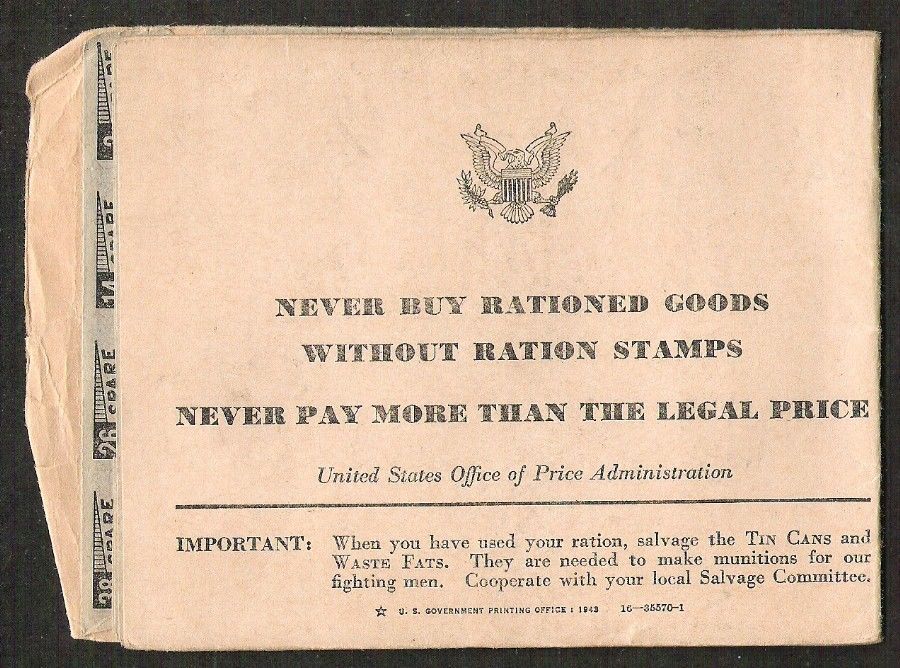 NEVER BUY RATIONED GOODS
WITHOUT RATION STAMPS
NEVER PAY MORE THAN THE LEGAL PRICE
United States Office of Price Administration
IMPORTANT: When you have used your ration, salvage the TIN CANS and
WASTE FATS. They are needed to make munitions for our
fighting men. Cooperate with your local Salvage Committee.
☆ U. S. GOVERNMENT PRINTING OFFICE : 1943 16—35570-1
26 SPARE
SPARE